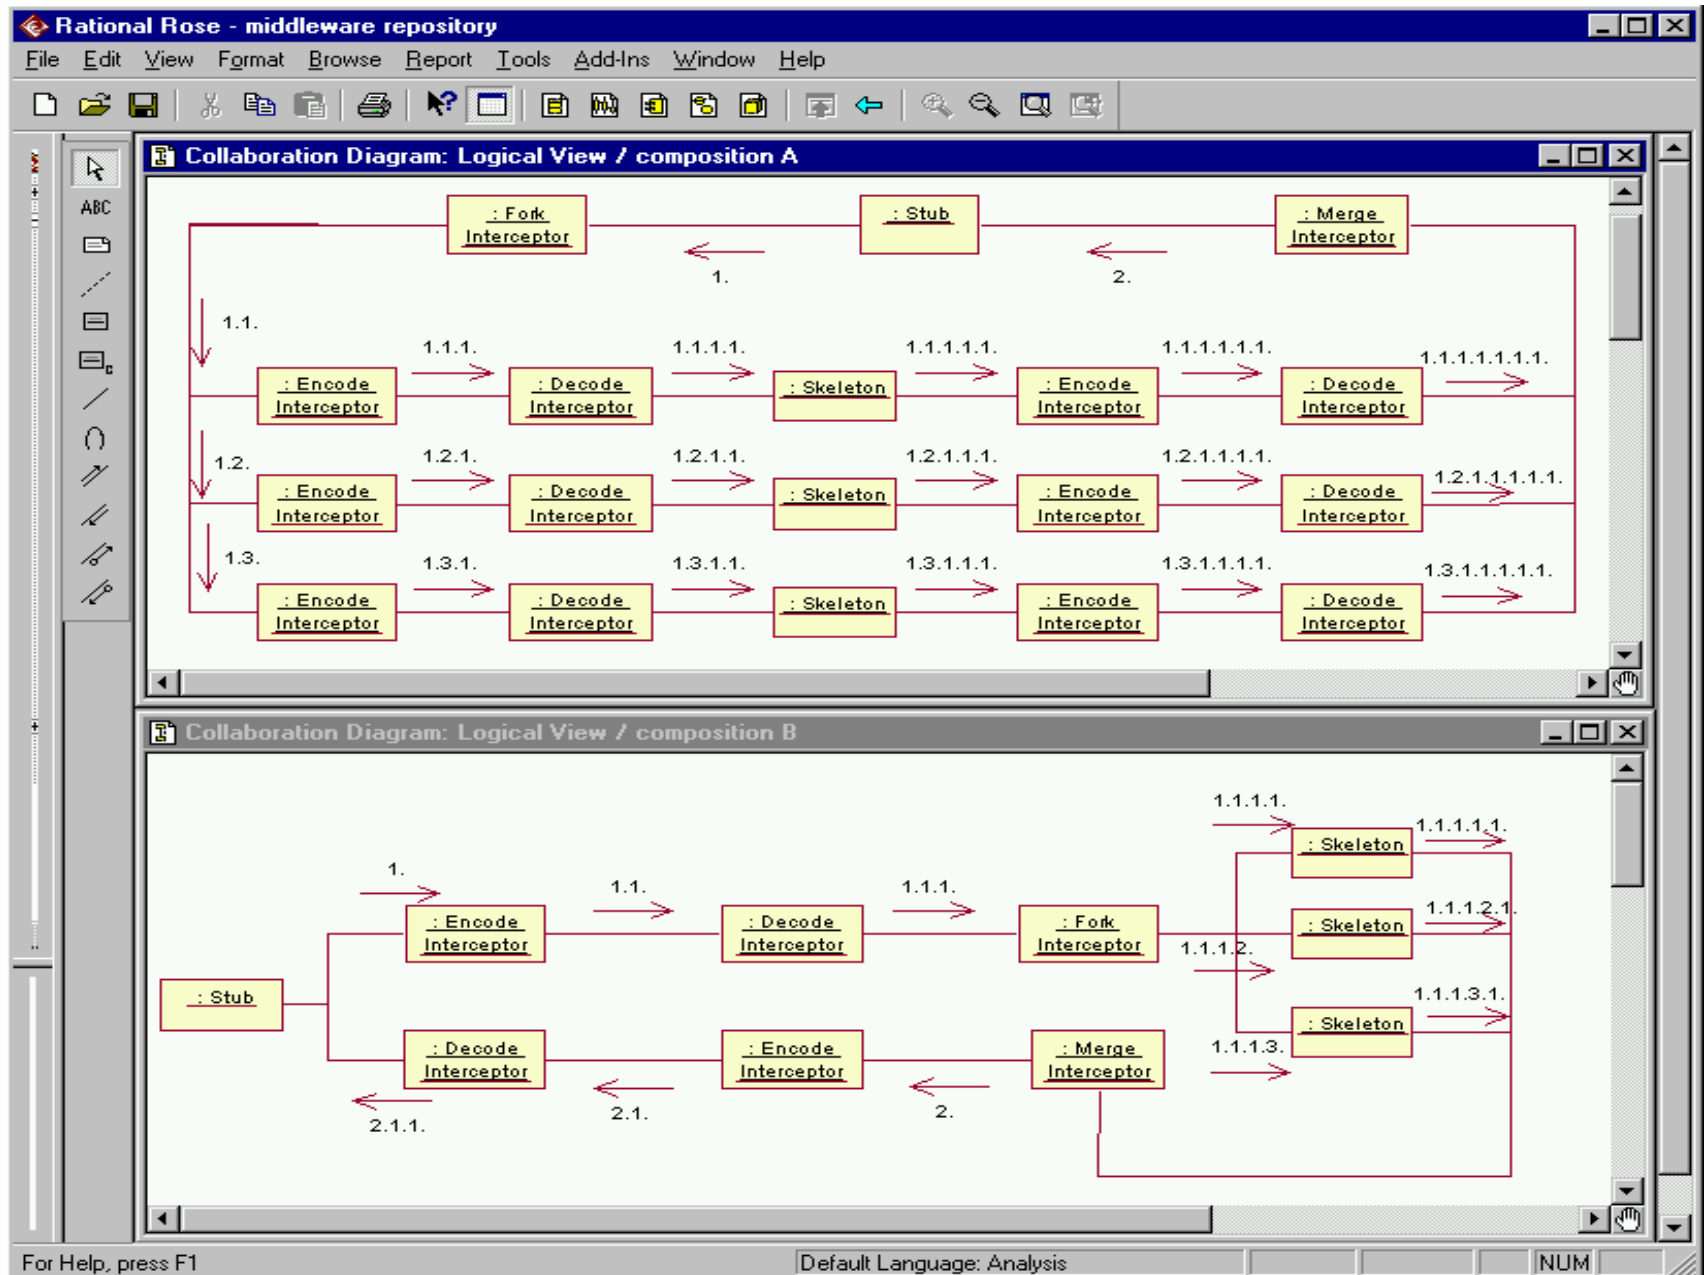 Rational Rose - middleware repository
File Edit View Format Browse Report Tools Add-Ins Window Help
ABC
Collaboration Diagram: Logical View / composition A
: Fork
Interceptor
: Stub
: Merge
Interceptor
1.
2.
1.1.
1.1.1.
1.1.1.1.
1.1.1.1.1.
1.1.1.1.1.1.
1.1.1.1.1.1.1.
: Encode
Interceptor
: Decode
Interceptor
: Skeleton
: Encode
Interceptor
: Decode
Interceptor
1.2.
1.2.1.
1.2.1.1.
1.2.1.1.1.
1.2.1.1.1.1.
1.2.1.1.1.1.1.
: Encode
Interceptor
: Decode
Interceptor
: Skeleton
: Encode
Interceptor
: Decode
Interceptor
1.3.
1.3.1.
1.3.1.1.
1.3.1.1.1.
1.3.1.1.1.1.
1.3.1.1.1.1.1.
: Encode
Interceptor
: Decode
Interceptor
: Skeleton
: Encode
Interceptor
: Decode
Interceptor
Collaboration Diagram: Logical View / composition B
1.1.1.1.
1.1.1.1.1.
: Skeleton
1.
1.1.
1.1.1.
: Encode
Interceptor
: Decode
Interceptor
: Fork
Interceptor
1.1.1.2.1.
: Skeleton
1.1.1.2.
: Stub
1.1.1.3.1.
: Skeleton
1.1.1.3.
: Decode
Interceptor
: Encode
Interceptor
: Merge
Interceptor
2.1.1.
2.1.
2.
For Help, press F1
Default Language: Analysis
NUM